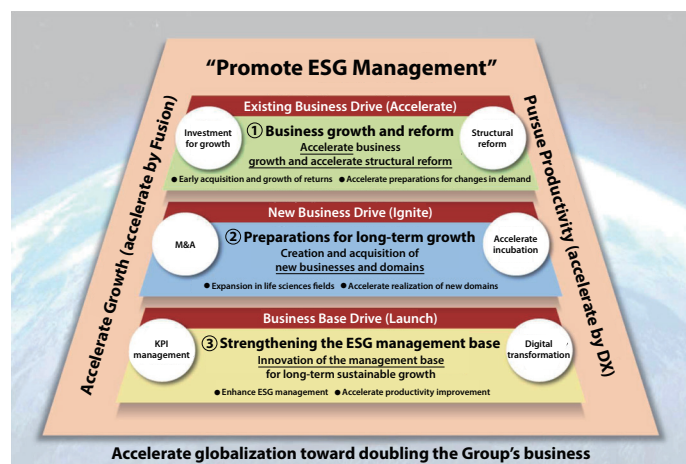 “Promote ESG Management”
Accelerate Growth (accelerate by Fusion)
Pursue Productivity (accelerate by DX)
Existing Business Drive (Accelerate)
Investment
for growth
① Business growth and reform
Accelerate business
growth and accelerate structural reform
Structural
reform
● Early acquisition and growth of returns ● Accelerate preparations for changes in demand
New Business Drive (Ignite)
M&A
② Preparations for long-term growth
Creation and acquisition of
new businesses and domains
Accelerate
incubation
● Expansion in life sciences fields ● Accelerate realization of new domains
Business Base Drive (Launch)
KPI
management
③ Strengthening the ESG management base
Innovation of the management base
for long-term sustainable growth
Digital
transformation
● Enhance ESG management ● Accelerate productivity improvement
Accelerate globalization toward doubling the Group’s business